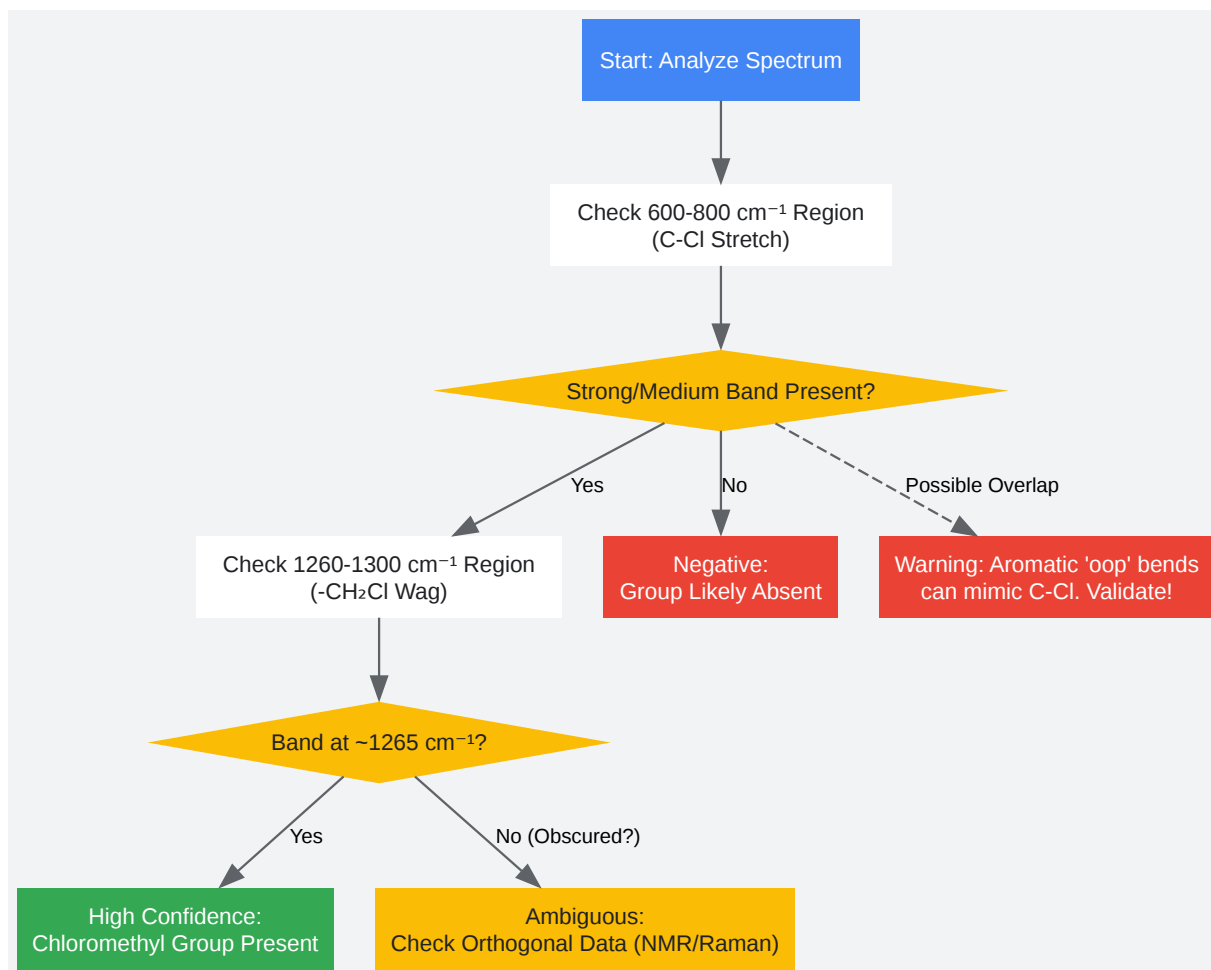 Start: Analyze Spectrum
Check 600-800 cm⁻¹ Region
(C-Cl Stretch)
Strong/Medium Band Present?
Yes
No
Possible Overlap
Check 1260-1300 cm⁻¹ Region
(-CH₂Cl Wag)
Negative:
Group Likely Absent
Warning: Aromatic 'oop' bends
can mimic C-Cl. Validate!
Band at ~1265 cm⁻¹?
Yes
No (Obscured?)
High Confidence:
Chloromethyl Group Present
Ambiguous:
Check Orthogonal Data (NMR/Raman)